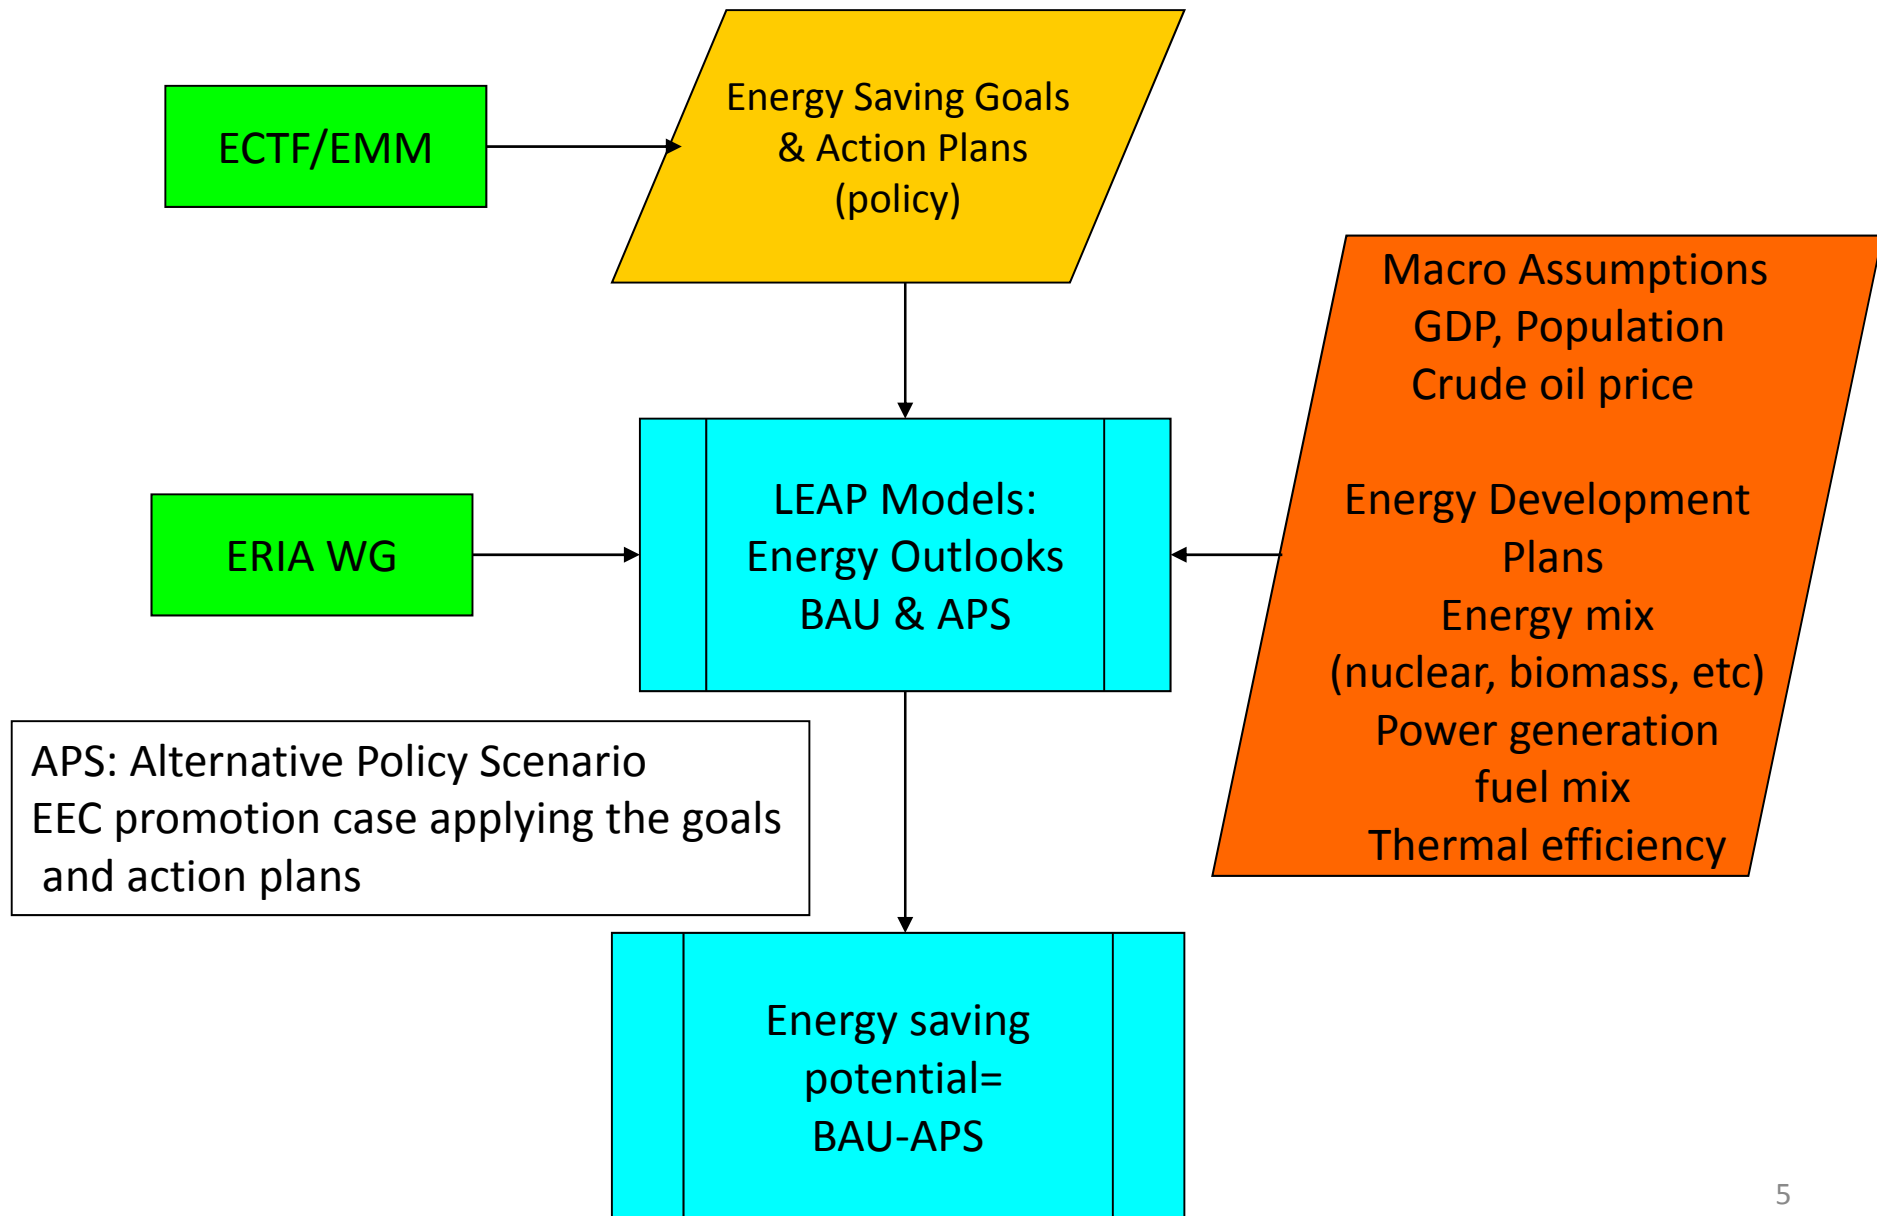 Energy Saving Goals
& Action Plans
(policy)
ECTF/EMM
Macro Assumptions
GDP, Population
Crude oil price
Energy Development
Plans
Energy mix
(nuclear, biomass, etc)
Power generation
fuel mix
Thermal efficiency
LEAP Models:
Energy Outlooks
BAU & APS
ERIA WG
APS: Alternative Policy Scenario
EEC promotion case applying the goals
and action plans
Energy saving
potential=
BAU-APS
5